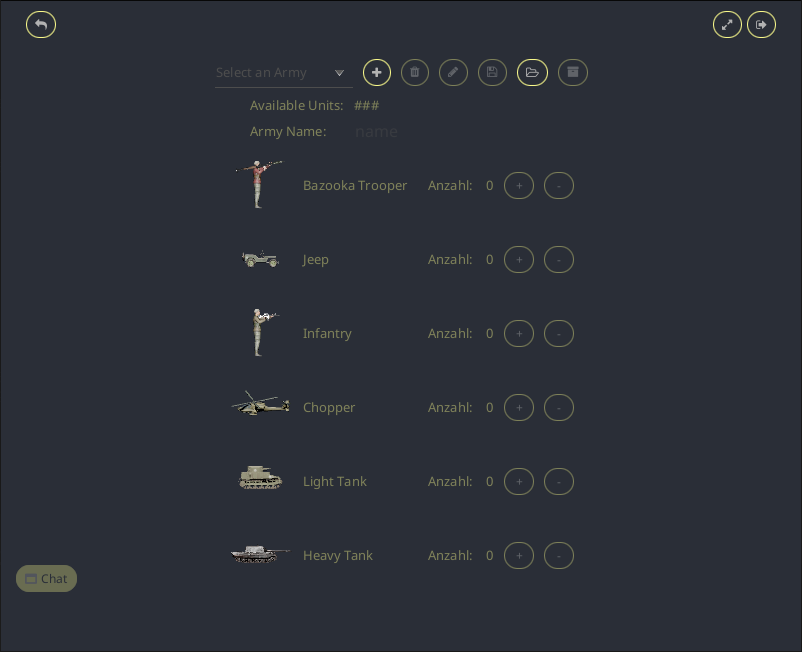 Select an Army
Available Units: ###
Army Name: name
Bazooka Trooper Anzahl: 0 + -
Jeep Anzahl: 0 + -
Infantry Anzahl: 0 + -
Chopper Anzahl: 0 + -
Light Tank Anzahl: 0 + -
Heavy Tank Anzahl: 0 + -
Chat